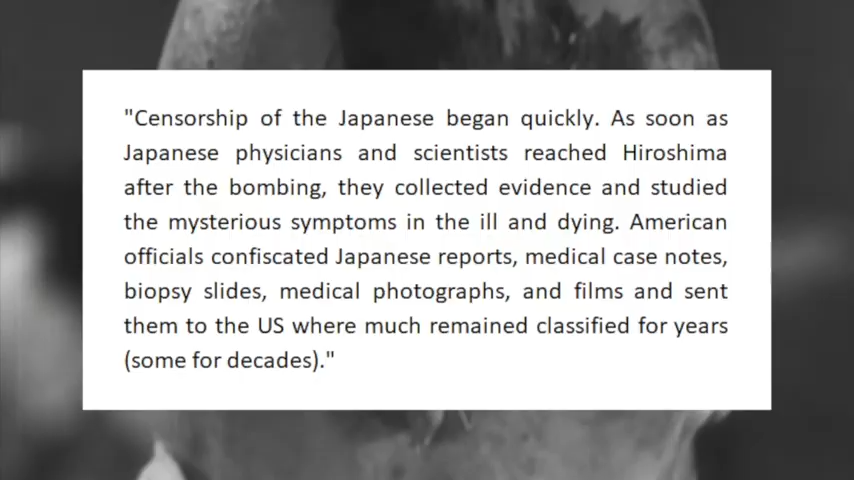 "Censorship of the Japanese began quickly. As soon as
Japanese physicians and scientists reached Hiroshima
after the bombing, they collected evidence and studied
the mysterious symptoms in the ill and dying. American
officials confiscated Japanese reports, medical case notes,
biopsy slides, medical photographs, and films and sent
them to the US where much remained classified for years
(some for decades)."